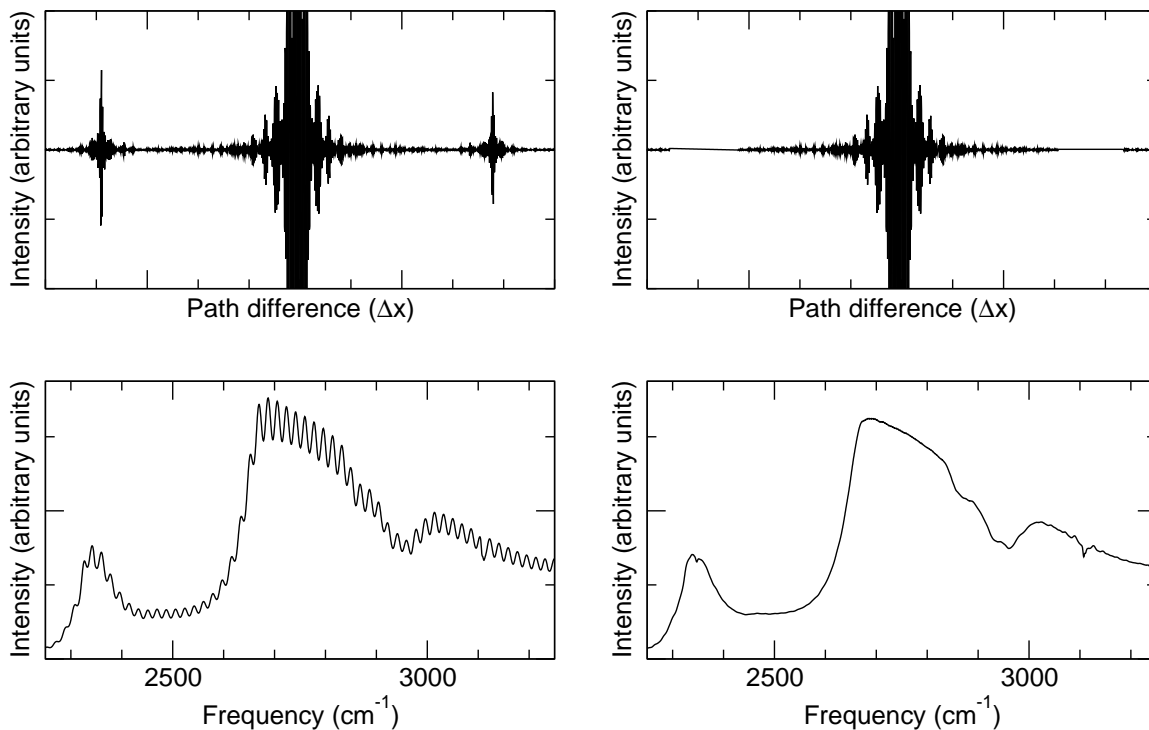 Intensity (arbitrary units)
Path difference (Δx)
Intensity (arbitrary units)
Path difference (Δx)
Intensity (arbitrary units)
2500 3000
Frequency (cm⁻¹)
Intensity (arbitrary units)
2500 3000
Frequency (cm⁻¹)